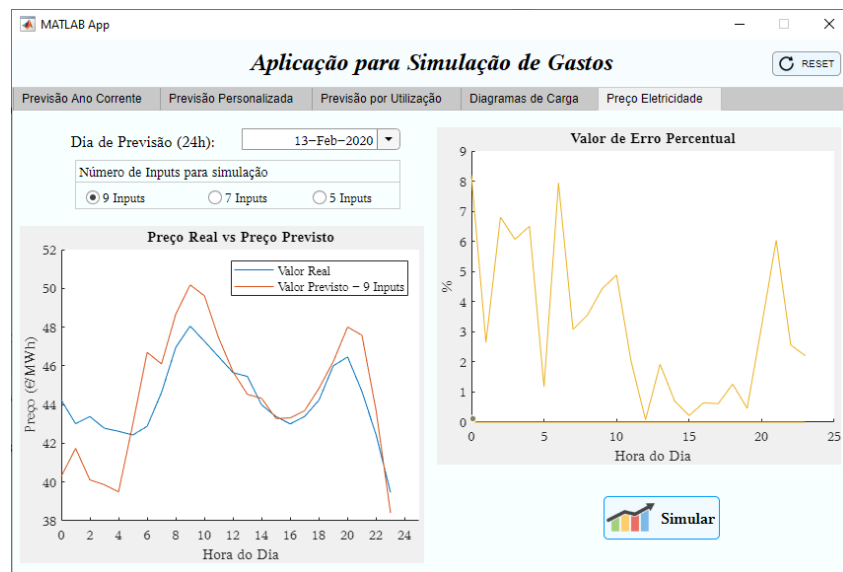 MATLAB App
Aplicação para Simulação de Gastos
RESET
Previsão Ano Corrente
Previsão Personalizada
Previsão por Utilização
Diagramas de Carga
Preço Eletricidade
Dia de Previsão (24h):
13-Feb-2020
Número de Inputs para simulação
9 Inputs
7 Inputs
5 Inputs
Preço Real vs Preço Previsto
Valor Real
Valor Previsto - 9 Inputs
52
50
48
46
44
42
40
38
Preço (€/MWh)
0 2 4 6 8 10 12 14 16 18 20 22 24
Hora do Dia
Valor de Erro Percentual
9
8
7
6
5
4
3
2
1
0
%
0 5 10 15 20 25
Hora do Dia
Simular